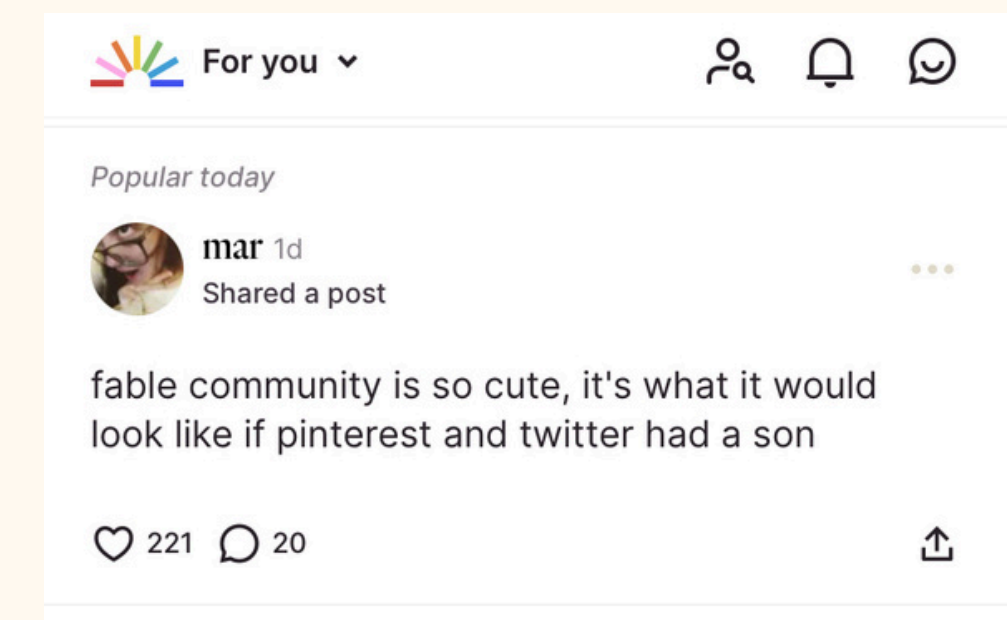 For you
Popular today
mar 1d
Shared a post
fable community is so cute, it's what it would
look like if pinterest and twitter had a son
221 20